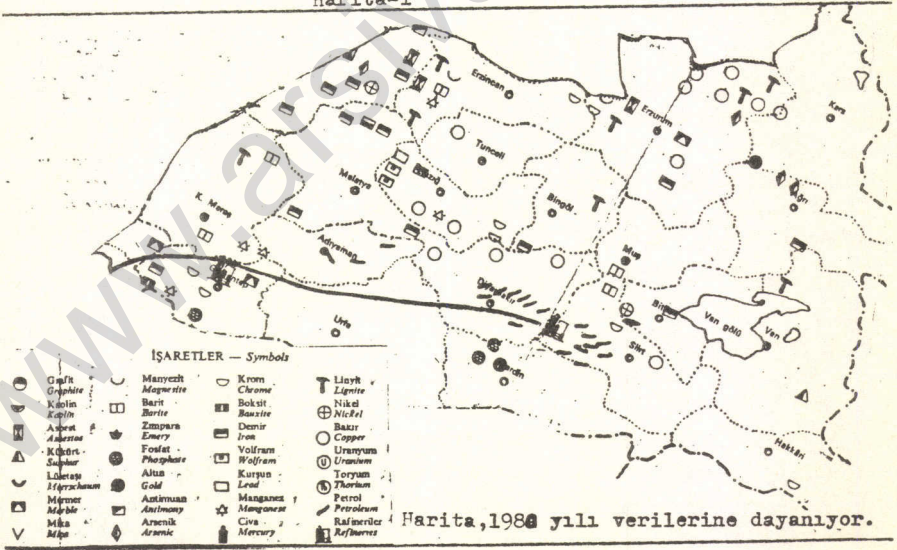 Harita-1
Erzincan
Erzurum
Kars
Tunceli
Malatya
Elazığ
Bingöl
Ağrı
K. Maraş
Adıyaman
Muş
Diyarbakır
Bitlis
Van gölü
Van
Urfa
Siirt
Mardin
Hakkâri
İŞARETLER — Symbols
Grafit
Graphite
Kaolin
Kaolin
Asbest
Asbestos
Kükürt
Sulphur
Lületaşı
Meerschaum
Mermer
Marble
Mika
Mica
Manyezit
Magnesite
Barit
Barite
Zımpara
Emery
Fosfat
Phosphate
Altın
Gold
Antimuan
Antimony
Arsenik
Arsenic
Krom
Chrome
Boksit
Bauxite
Demir
Iron
Volfram
Wolfram
Kurşun
Lead
Manganez
Manganese
Civa
Mercury
Linyit
Lignite
Nikel
Nickel
Bakır
Copper
Uranyum
Uranium
Toryum
Thorium
Petrol
Petroleum
Rafineriler
Refineries
Harita,1980 yılı verilerine dayanıyor.
www.arsiv